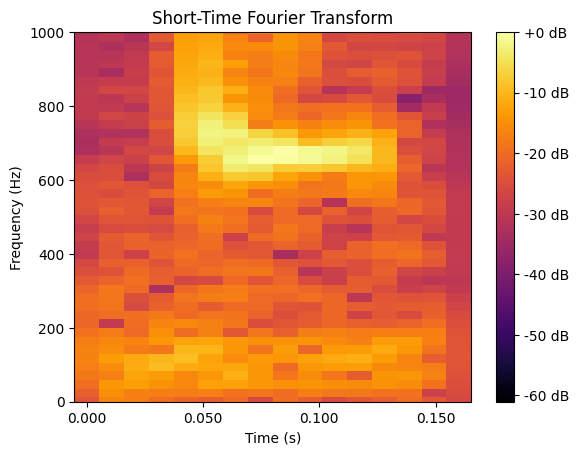 Short-Time Fourier Transform
1000
800
600
400
200
0
Frequency (Hz)
0.000
0.050
0.100
0.150
Time (s)
+0 dB
-10 dB
-20 dB
-30 dB
-40 dB
-50 dB
-60 dB